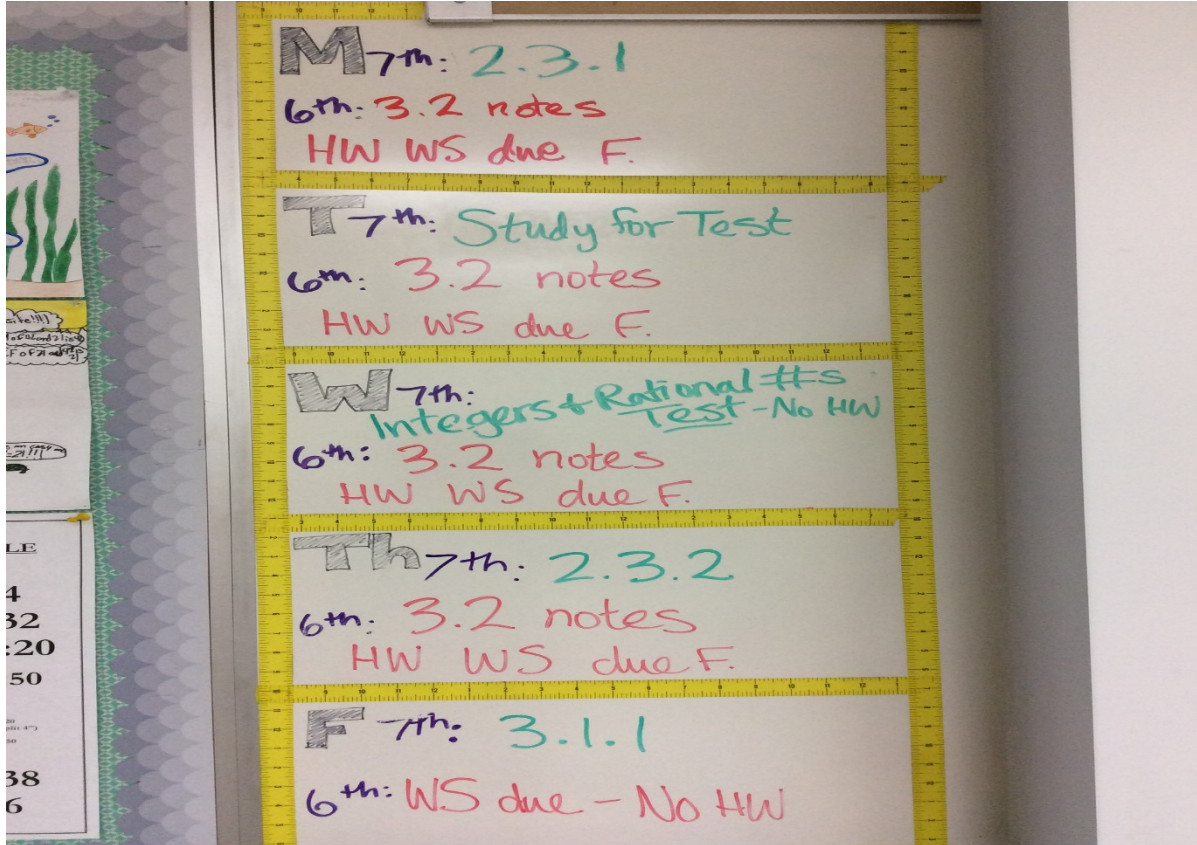 M 7th: 2.3.1
6th: 3.2 notes
HW WS due F.
T 7th: Study for Test
6th: 3.2 notes
HW WS due F.
W 7th: Integers + Rational #s
Test - No HW
6th: 3.2 notes
HW WS due F.
Th 7th: 2.3.2
6th: 3.2 notes
HW WS due F.
F 7th: 3.1.1
6th: WS due - No HW
LE
4
32
:20
50
38
6